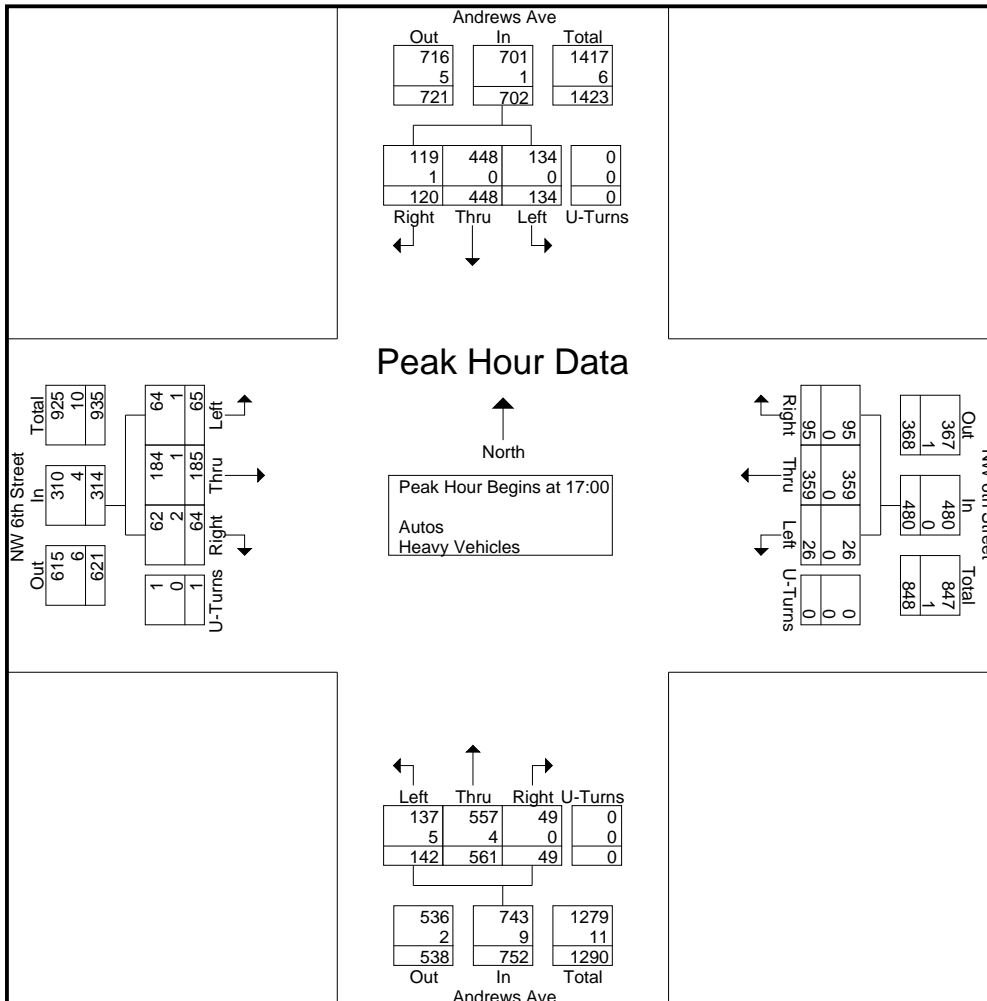 Andrews Ave
Out In Total
716 701 1417
5 1 6
721 702 1423
119 448 134 0
1 0 0 0
120 448 134 0
Right Thru Left U-Turns
Peak Hour Data
North
Peak Hour Begins at 17:00
Autos
Heavy Vehicles
NW 6th Street
Out In Total
615 310 925
6 4 10
621 314 935
U-Turns Right Thru Left
1 62 184 64
0 2 1 1
1 64 185 65
Right Thru Left U-Turns
95 359 26 0
0 0 0 0
95 359 26 0
Out In Total
367 480 847
1 0 1
368 480 848
Left Thru Right U-Turns
137 557 49 0
5 4 0 0
142 561 49 0
536 743 1279
2 9 11
538 752 1290
Out In Total
Andrews Ave